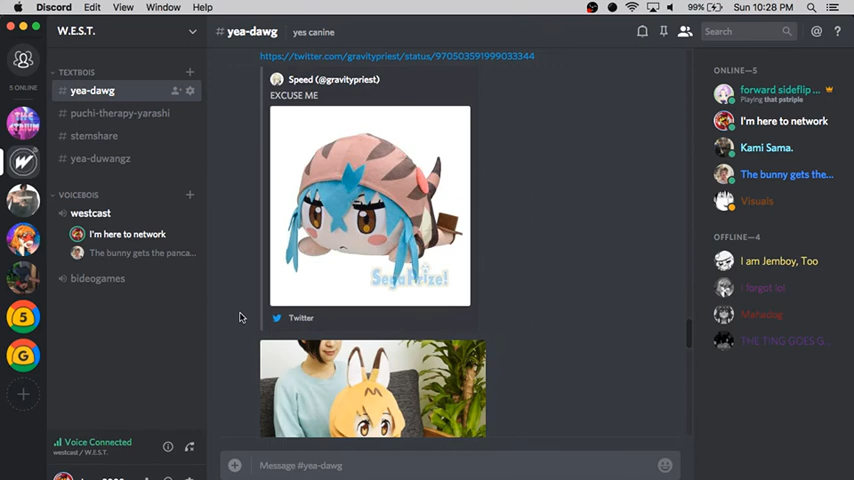 Discord Edit View Window Help 99% Sun 10:28 PM
W.E.S.T.
# yea-dawg yes canine
Search
5 ONLINE
THE ATRIUM
5
G
TEXTBOIS
# yea-dawg
# puchi-therapy-yarashi
# stemshare
# yea-duwangz
VOICEBOIS
westcast
I'm here to network
The bunny gets the panca...
bideogames
Voice Connected
westcast / W.E.S.T.
https://twitter.com/gravitypriest/status/970503591999033344
Speed (@gravitypriest)
EXCUSE ME
SegaPrize!
Twitter
Message #yea-dawg
ONLINE—5
forward sideflip ...
Playing that pstriple
I'm here to network
Kami Sama.
The bunny gets the...
Visuals
OFFLINE—4
I am Jemboy, Too
I forgot lol
Mahadog
THE TING GOES G...